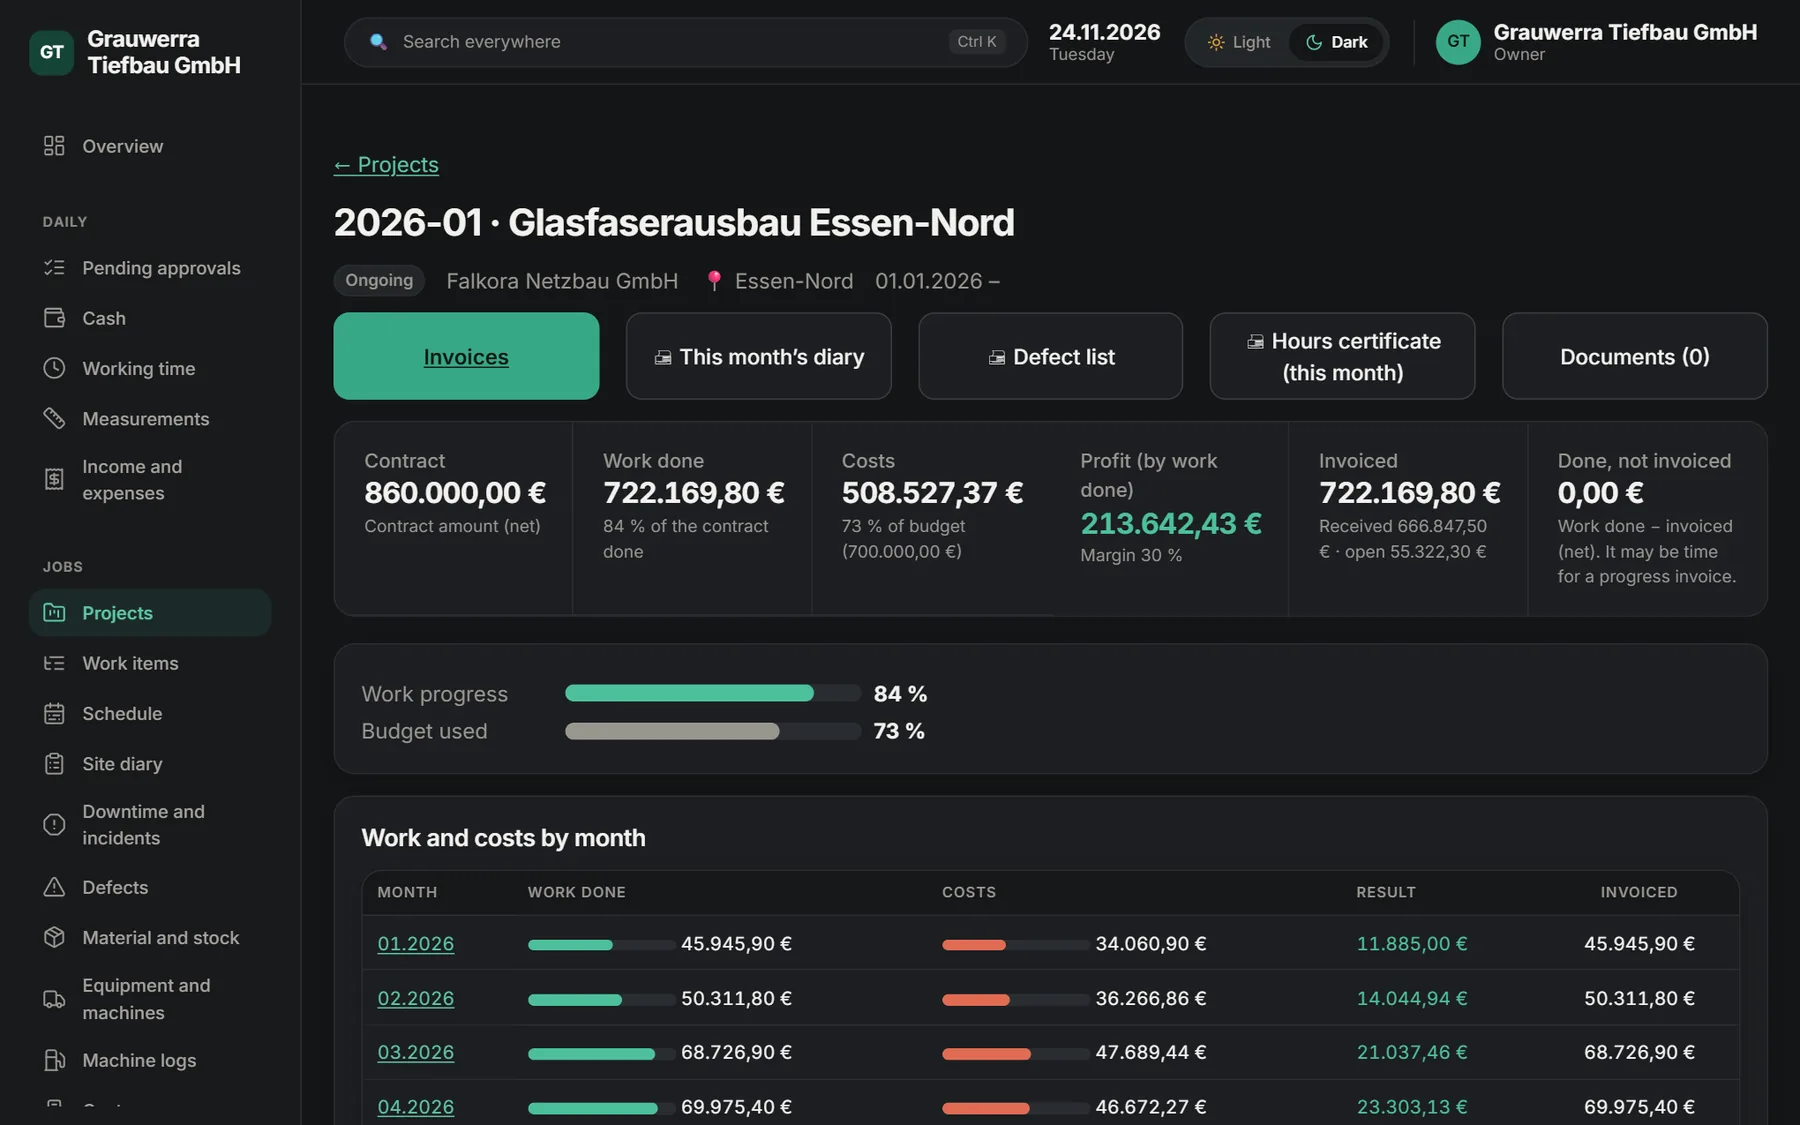 GT
Grauwerra
Tiefbau GmbH
Search everywhere
Ctrl K
24.11.2026
Tuesday
Light
Dark
GT
Grauwerra Tiefbau GmbH
Owner
Overview
DAILY
Pending approvals
Cash
Working time
Measurements
Income and
expenses
JOBS
Projects
Work items
Schedule
Site diary
Downtime and
incidents
Defects
Material and stock
Equipment and
machines
Machine logs
← Projects
2026-01 · Glasfaserausbau Essen-Nord
Ongoing
Falkora Netzbau GmbH
Essen-Nord
01.01.2026 –
Invoices
This month’s diary
Defect list
Hours certificate
(this month)
Documents (0)
Contract
860.000,00 €
Contract amount (net)
Work done
722.169,80 €
84 % of the contract
done
Costs
508.527,37 €
73 % of budget
(700.000,00 €)
Profit (by work
done)
213.642,43 €
Margin 30 %
Invoiced
722.169,80 €
Received 666.847,50
€ · open 55.322,30 €
Done, not invoiced
0,00 €
Work done – invoiced
(net). It may be time
for a progress invoice.
Work progress
84 %
Budget used
73 %
Work and costs by month
MONTH WORK DONE COSTS RESULT INVOICED
01.2026 45.945,90 € 34.060,90 € 11.885,00 € 45.945,90 €
02.2026 50.311,80 € 36.266,86 € 14.044,94 € 50.311,80 €
03.2026 68.726,90 € 47.689,44 € 21.037,46 € 68.726,90 €
04.2026 69.975,40 € 46.672,27 € 23.303,13 € 69.975,40 €